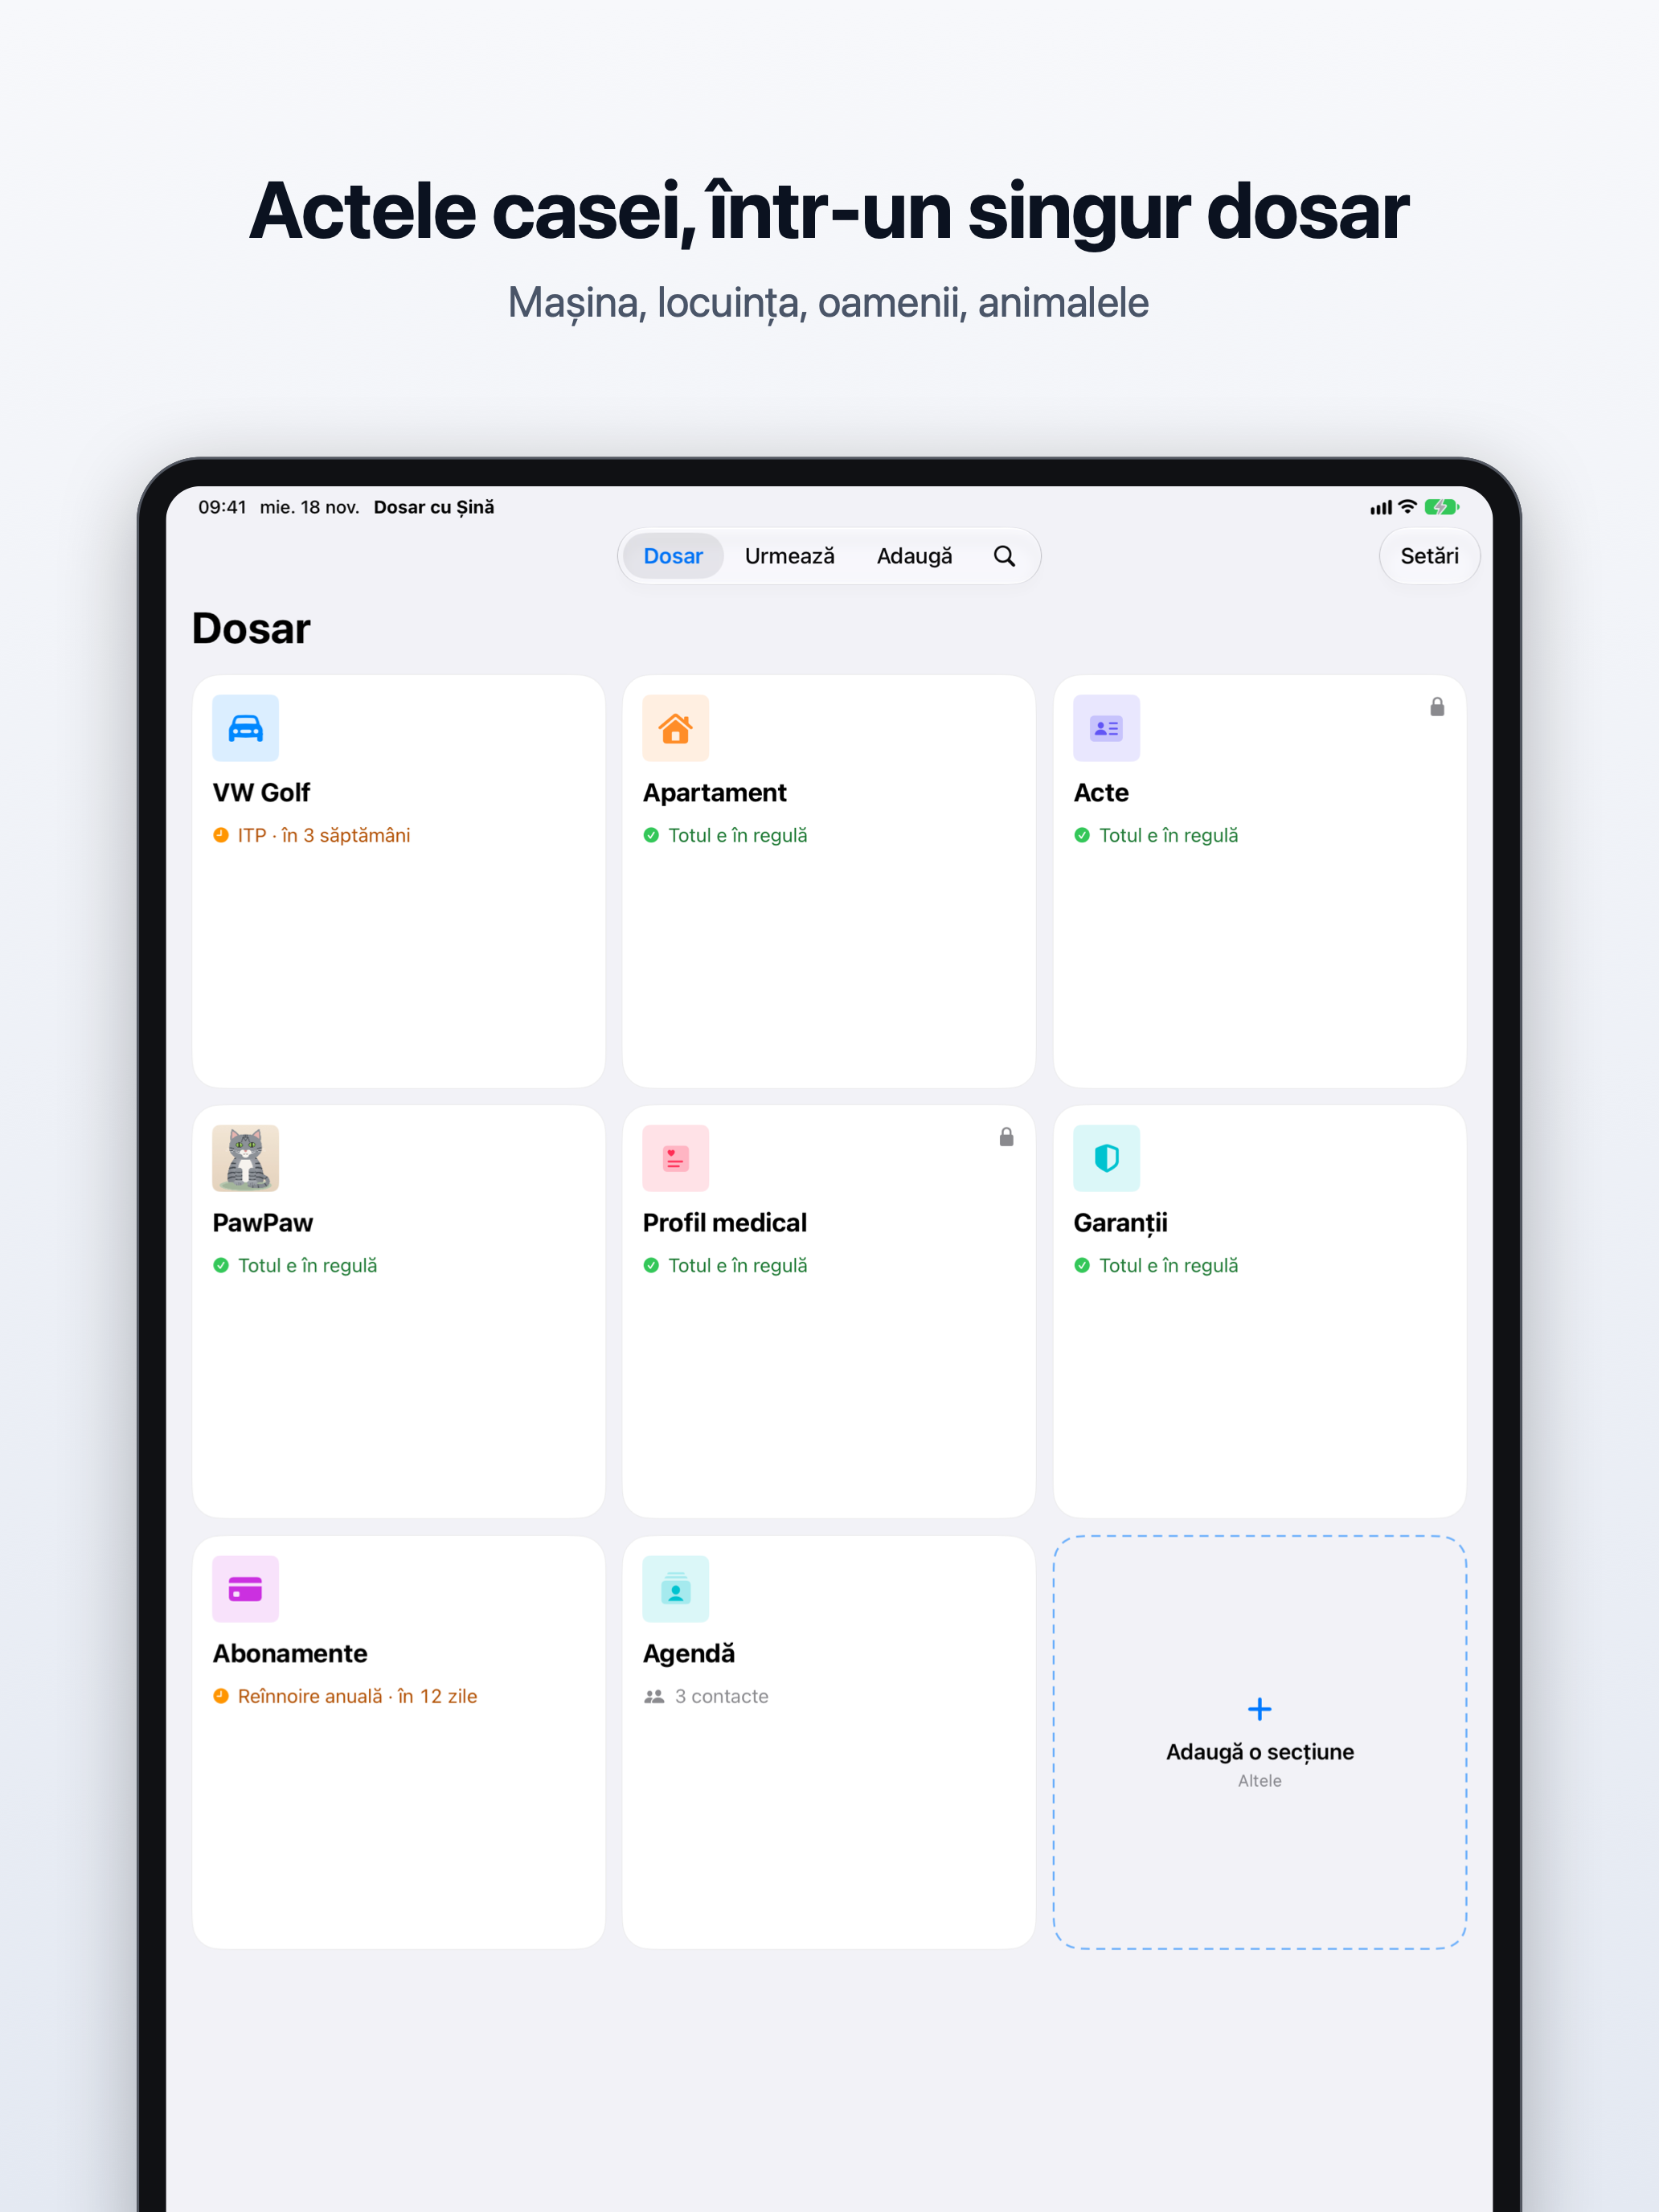 Actele casei, într-un singur dosar
Mașina, locuința, oamenii, animalele
09:41 mie. 18 nov. Dosar cu Șină
Dosar Urmează Adaugă Setări
Dosar
VW Golf
ITP · în 3 săptămâni
Apartament
Totul e în regulă
Acte
Totul e în regulă
PawPaw
Totul e în regulă
Profil medical
Totul e în regulă
Garanții
Totul e în regulă
Abonamente
Reînnoire anuală · în 12 zile
Agendă
3 contacte
Adaugă o secțiune
Altele